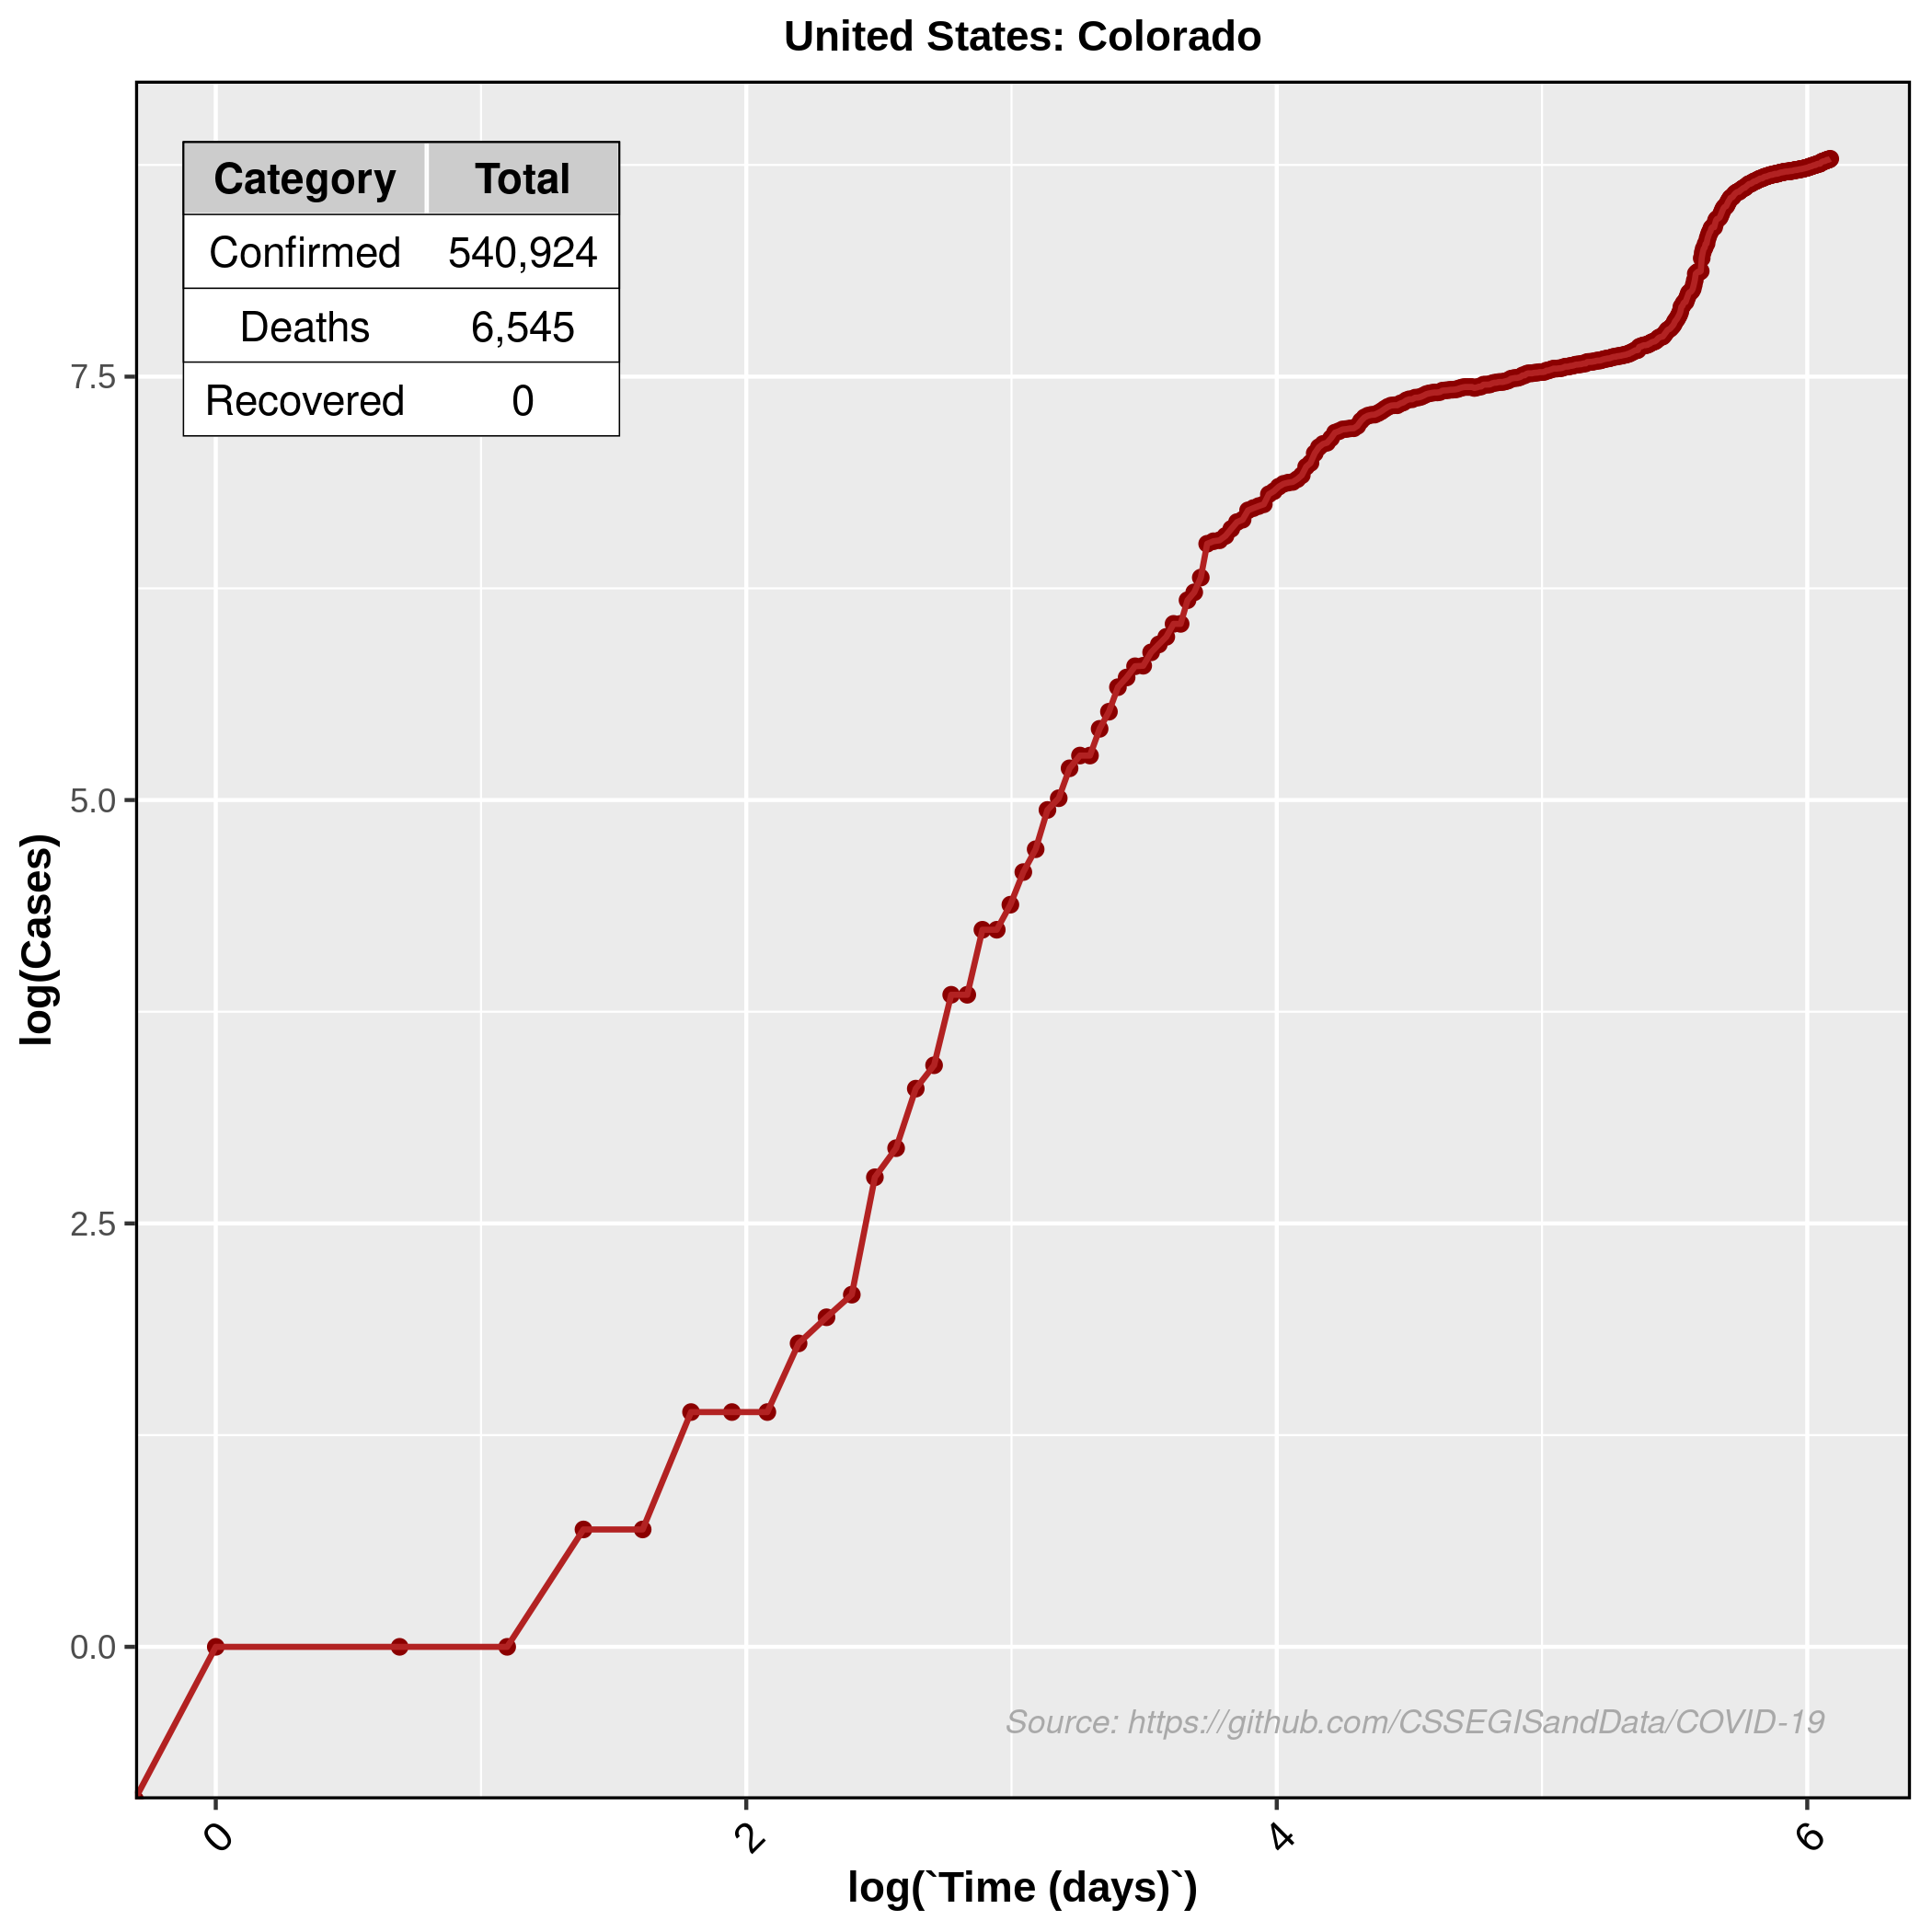 United States: Colorado
Category Total
Confirmed 540,924
Deaths 6,545
Recovered 0
7.5
5.0
2.5
0.0
log(Cases)
Source: https://github.com/CSSEGISandData/COVID-19
0 2 4 6
log(`Time (days)`)